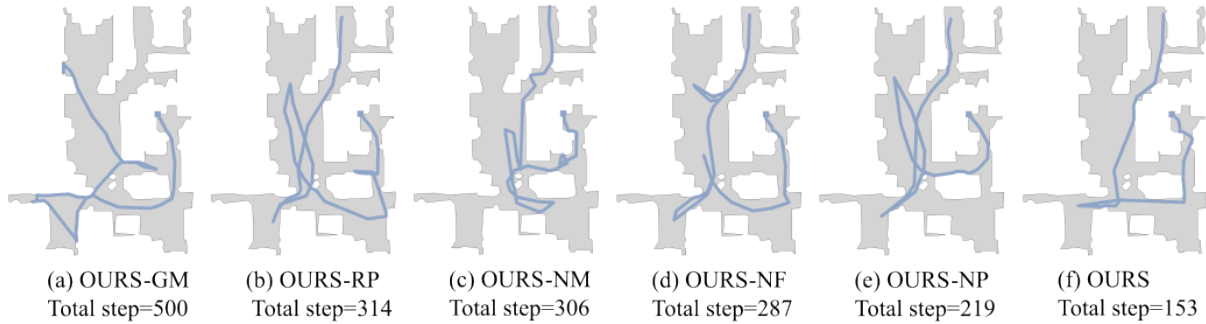 (a) OURS-GM
Total step=500
(b) OURS-RP
Total step=314
(c) OURS-NM
Total step=306
(d) OURS-NF
Total step=287
(e) OURS-NP
Total step=219
(f) OURS
Total step=153